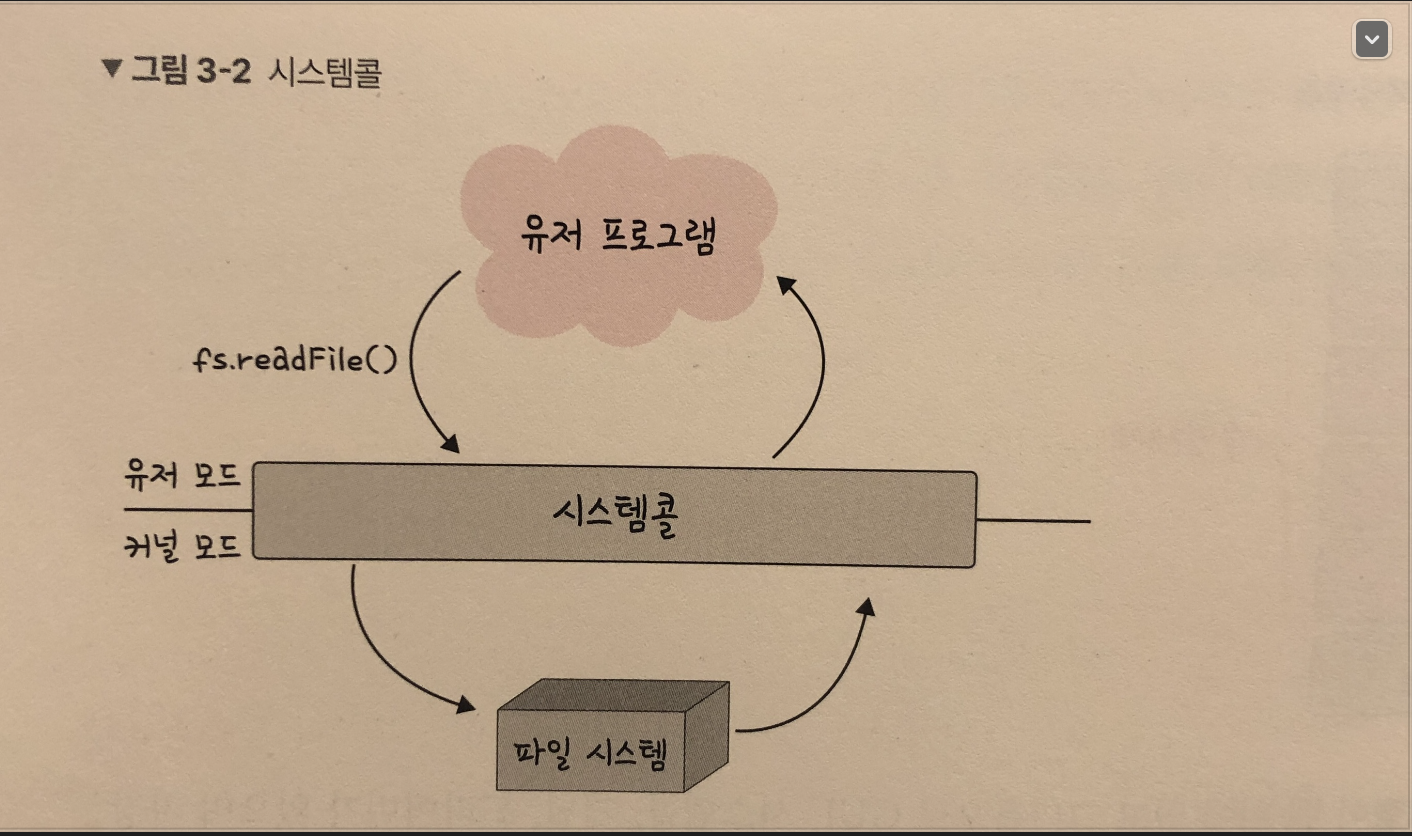 ▼ 그림 3-2 시스템콜
유저 프로그램
fs.readFile()
유저 모드
시스템콜
커널 모드
파일 시스템